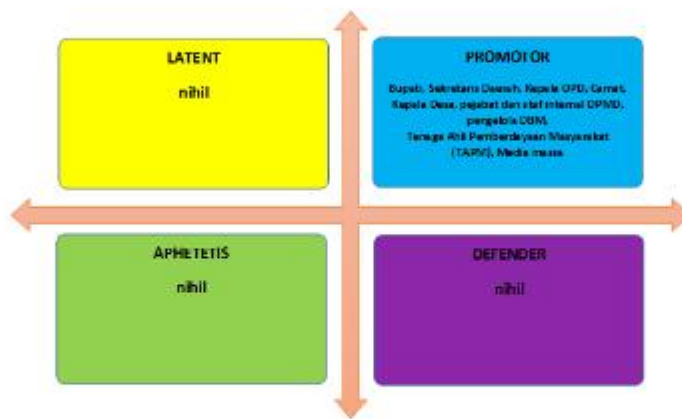 LATENT
nihil
PROMOTOR
Bupati, Sekretaris Daerah, Kepala OPD, Camat,
Kepala Desa, pejabat dan staf internal DPMD,
pengelola DBM,
Tenaga Ahli Pemberdayaan Masyarakat
(TAPM), Media massa
APHETETIS
nihil
DEFENDER
nihil